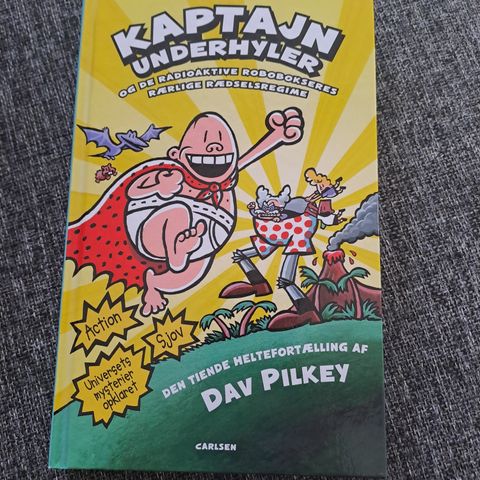 KAPTAJN
UNDERHYLER
OG DE RADIOAKTIVE ROBOBOKSERES
RÆRLIGE RÆDSELSREGIME
Action
Sjov
Universets
mysterier
opklaret
DEN TIENDE HELTEFORTÆLLING AF
DAV PILKEY
CARLSEN